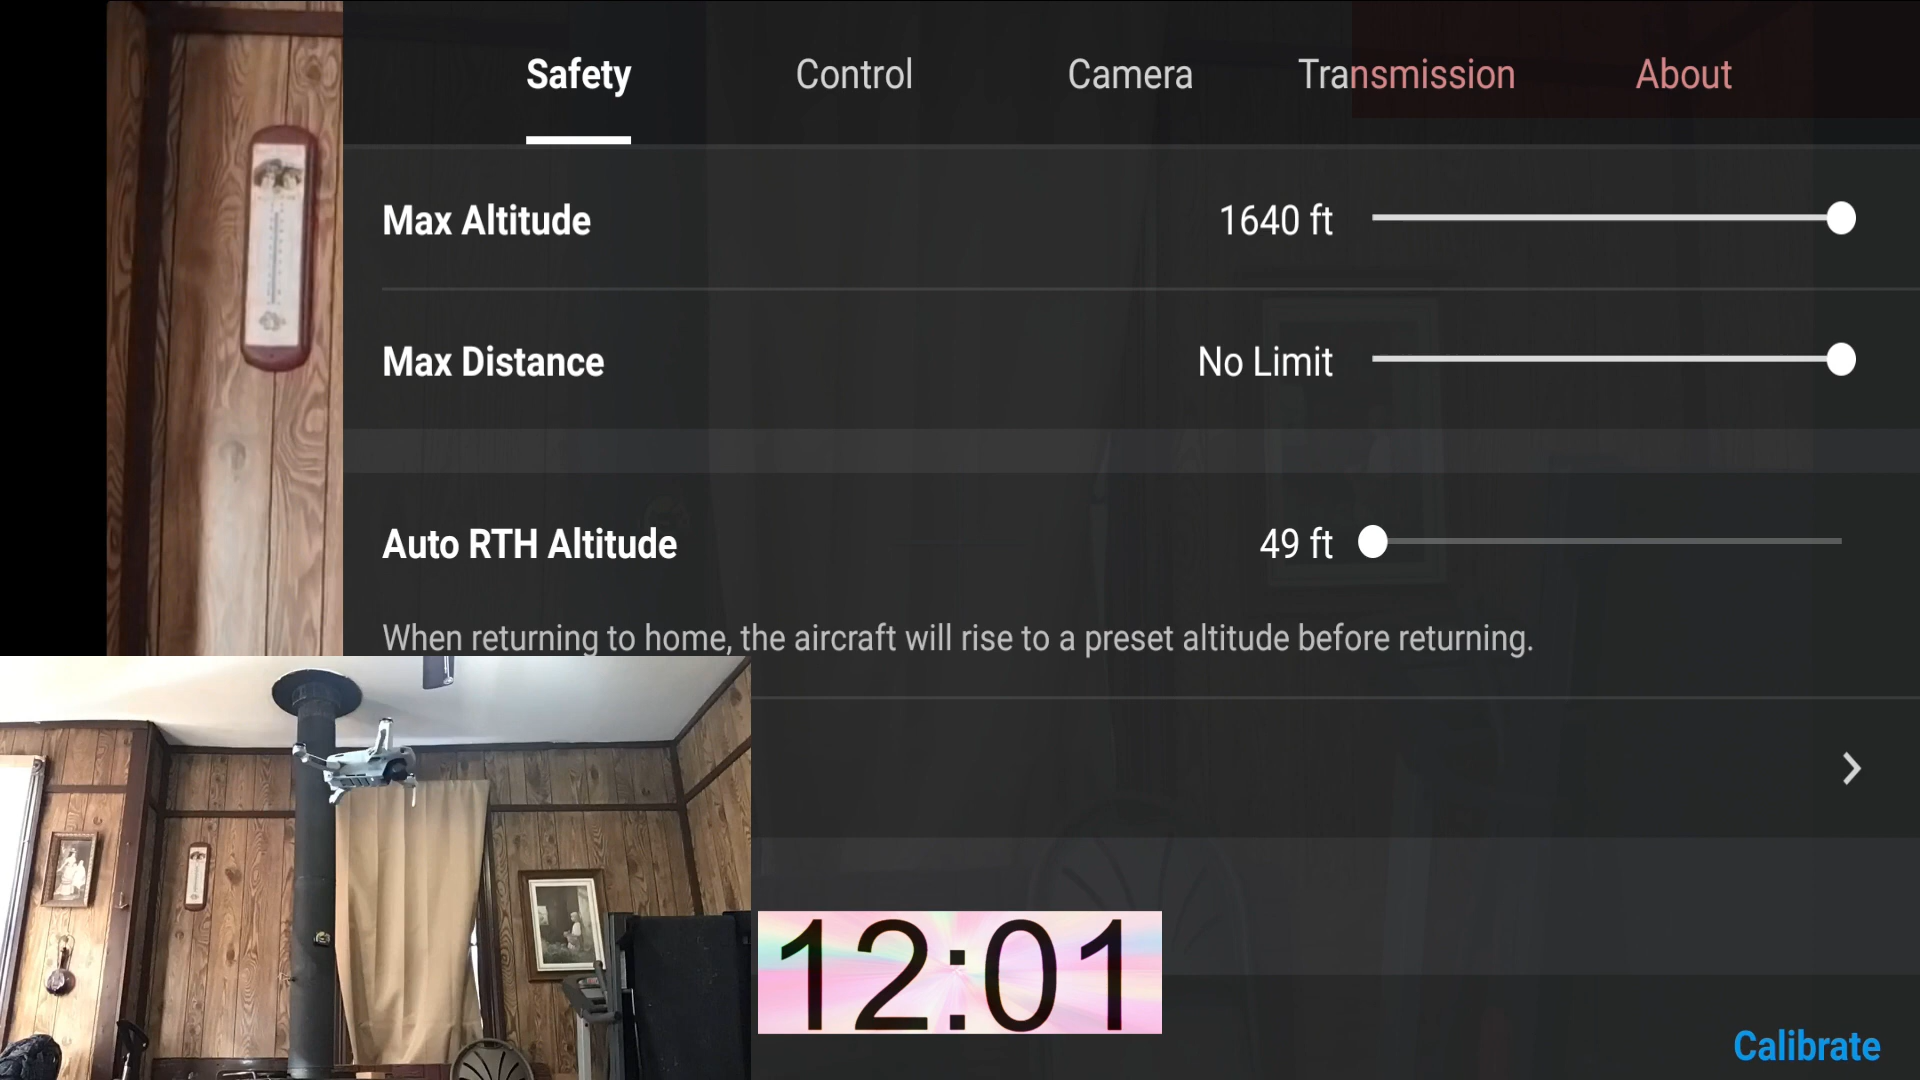 Safety Control Camera Transmission About
Max Altitude 1640 ft
Max Distance No Limit
Auto RTH Altitude 49 ft
When returning to home, the aircraft will rise to a preset altitude before returning.
12:01
Calibrate